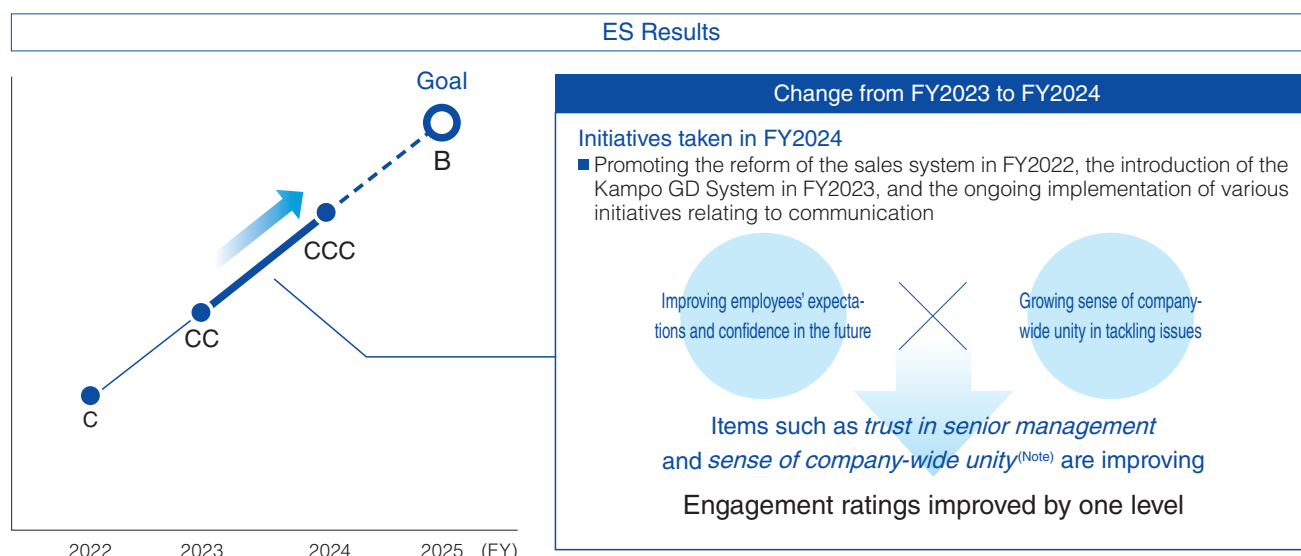 ES Results
Goal
B
CCC
CC
C
2022 2023 2024 2025 (FY)
Change from FY2023 to FY2024
Initiatives taken in FY2024
■ Promoting the reform of the sales system in FY2022, the introduction of the
Kampo GD System in FY2023, and the ongoing implementation of various
initiatives relating to communication
Improving employees' expecta-
tions and confidence in the future
Growing sense of company-
wide unity in tackling issues
Items such as trust in senior management
and sense of company-wide unity(Note) are improving
Engagement ratings improved by one level